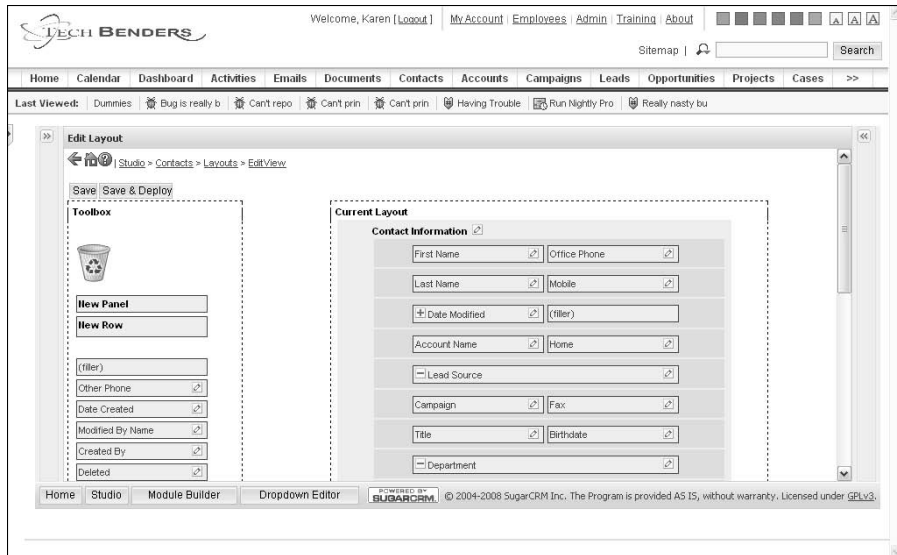 TECH BENDERS
Welcome, Karen [ Logout ] | My Account | Employees | Admin | Training | About
A A A
Sitemap |
Search
Home Calendar Dashboard Activities Emails Documents Contacts Accounts Campaigns Leads Opportunities Projects Cases >>
Last Viewed: Dummies Bug is really b Can't repo Can't prin Can't prin Having Trouble Run Nightly Pro Really nasty bu
>> Edit Layout <<
| Studio > Contacts > Layouts > EditView
Save Save & Deploy
Toolbox
New Panel
New Row
(filler)
Other Phone
Date Created
Modified By Name
Created By
Deleted
Current Layout
Contact Information
First Name Office Phone
Last Name Mobile
+ Date Modified (filler)
Account Name Home
− Lead Source
Campaign Fax
Title Birthdate
− Department
Home Studio Module Builder Dropdown Editor POWERED BY SUGARCRM. © 2004-2008 SugarCRM Inc. The Program is provided AS IS, without warranty. Licensed under GPLv3.